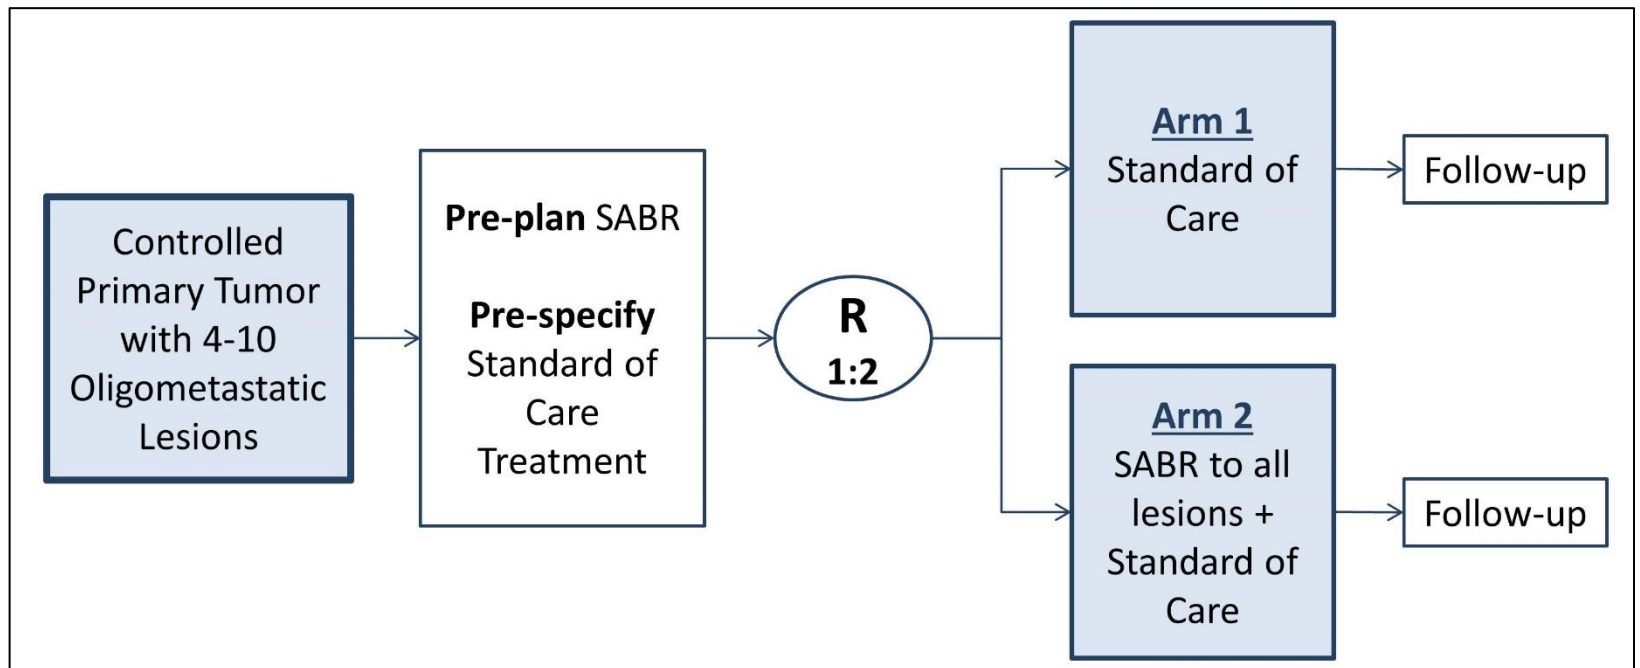 Controlled
Primary Tumor
with 4-10
Oligometastatic
Lesions
Pre-plan SABR
Pre-specify
Standard of
Care
Treatment
R
1:2
Arm 1
Standard of
Care
Follow-up
Arm 2
SABR to all
lesions +
Standard of
Care
Follow-up